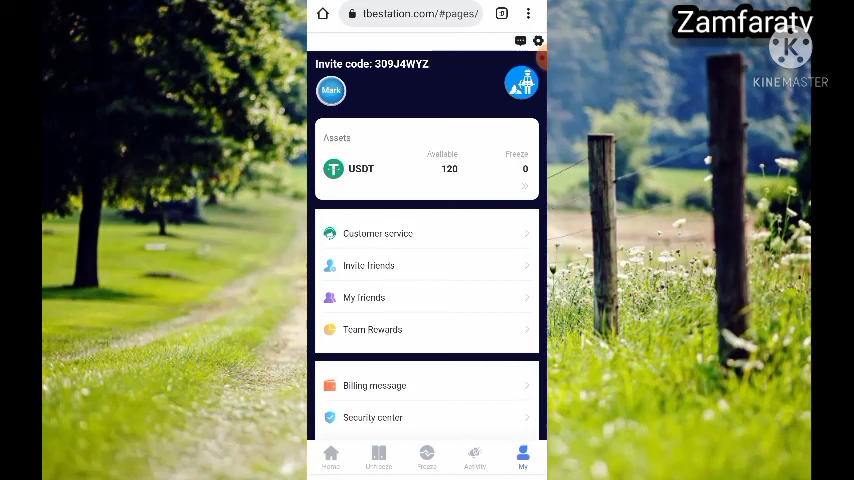 Zamfaratv
K
KINEMASTER
tbestation.com/#pages/
:D
Invite code: 309J4WYZ
Mark
Assets
Available Freeze
USDT 120 0
Customer service
Invite friends
My friends
Team Rewards
Billing message
Security center
Home Unfreeze Freeze Activity My